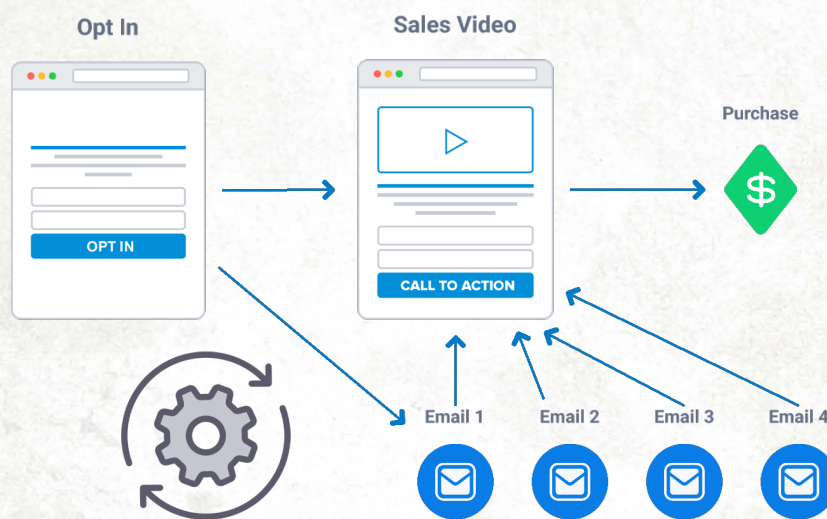 Opt In
Sales Video
Purchase
$
OPT IN
CALL TO ACTION
Email 1
Email 2
Email 3
Email 4